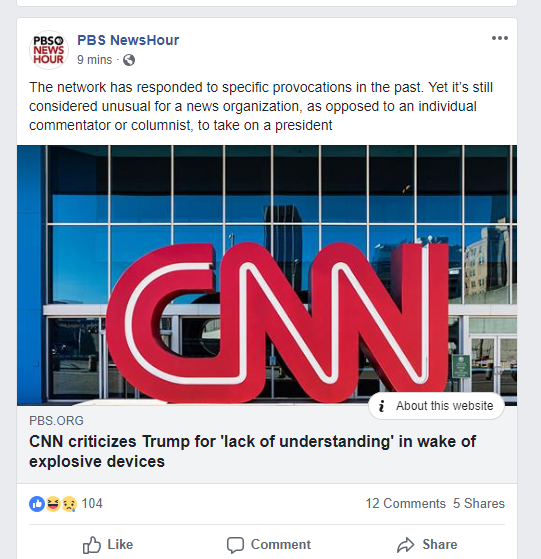 PBS
NEWS
HOUR
PBS NewsHour
9 mins ·
The network has responded to specific provocations in the past. Yet it's still
considered unusual for a news organization, as opposed to an individual
commentator or columnist, to take on a president
CNN
i About this website
PBS.ORG
CNN criticizes Trump for 'lack of understanding' in wake of
explosive devices
104
12 Comments 5 Shares
Like Comment Share